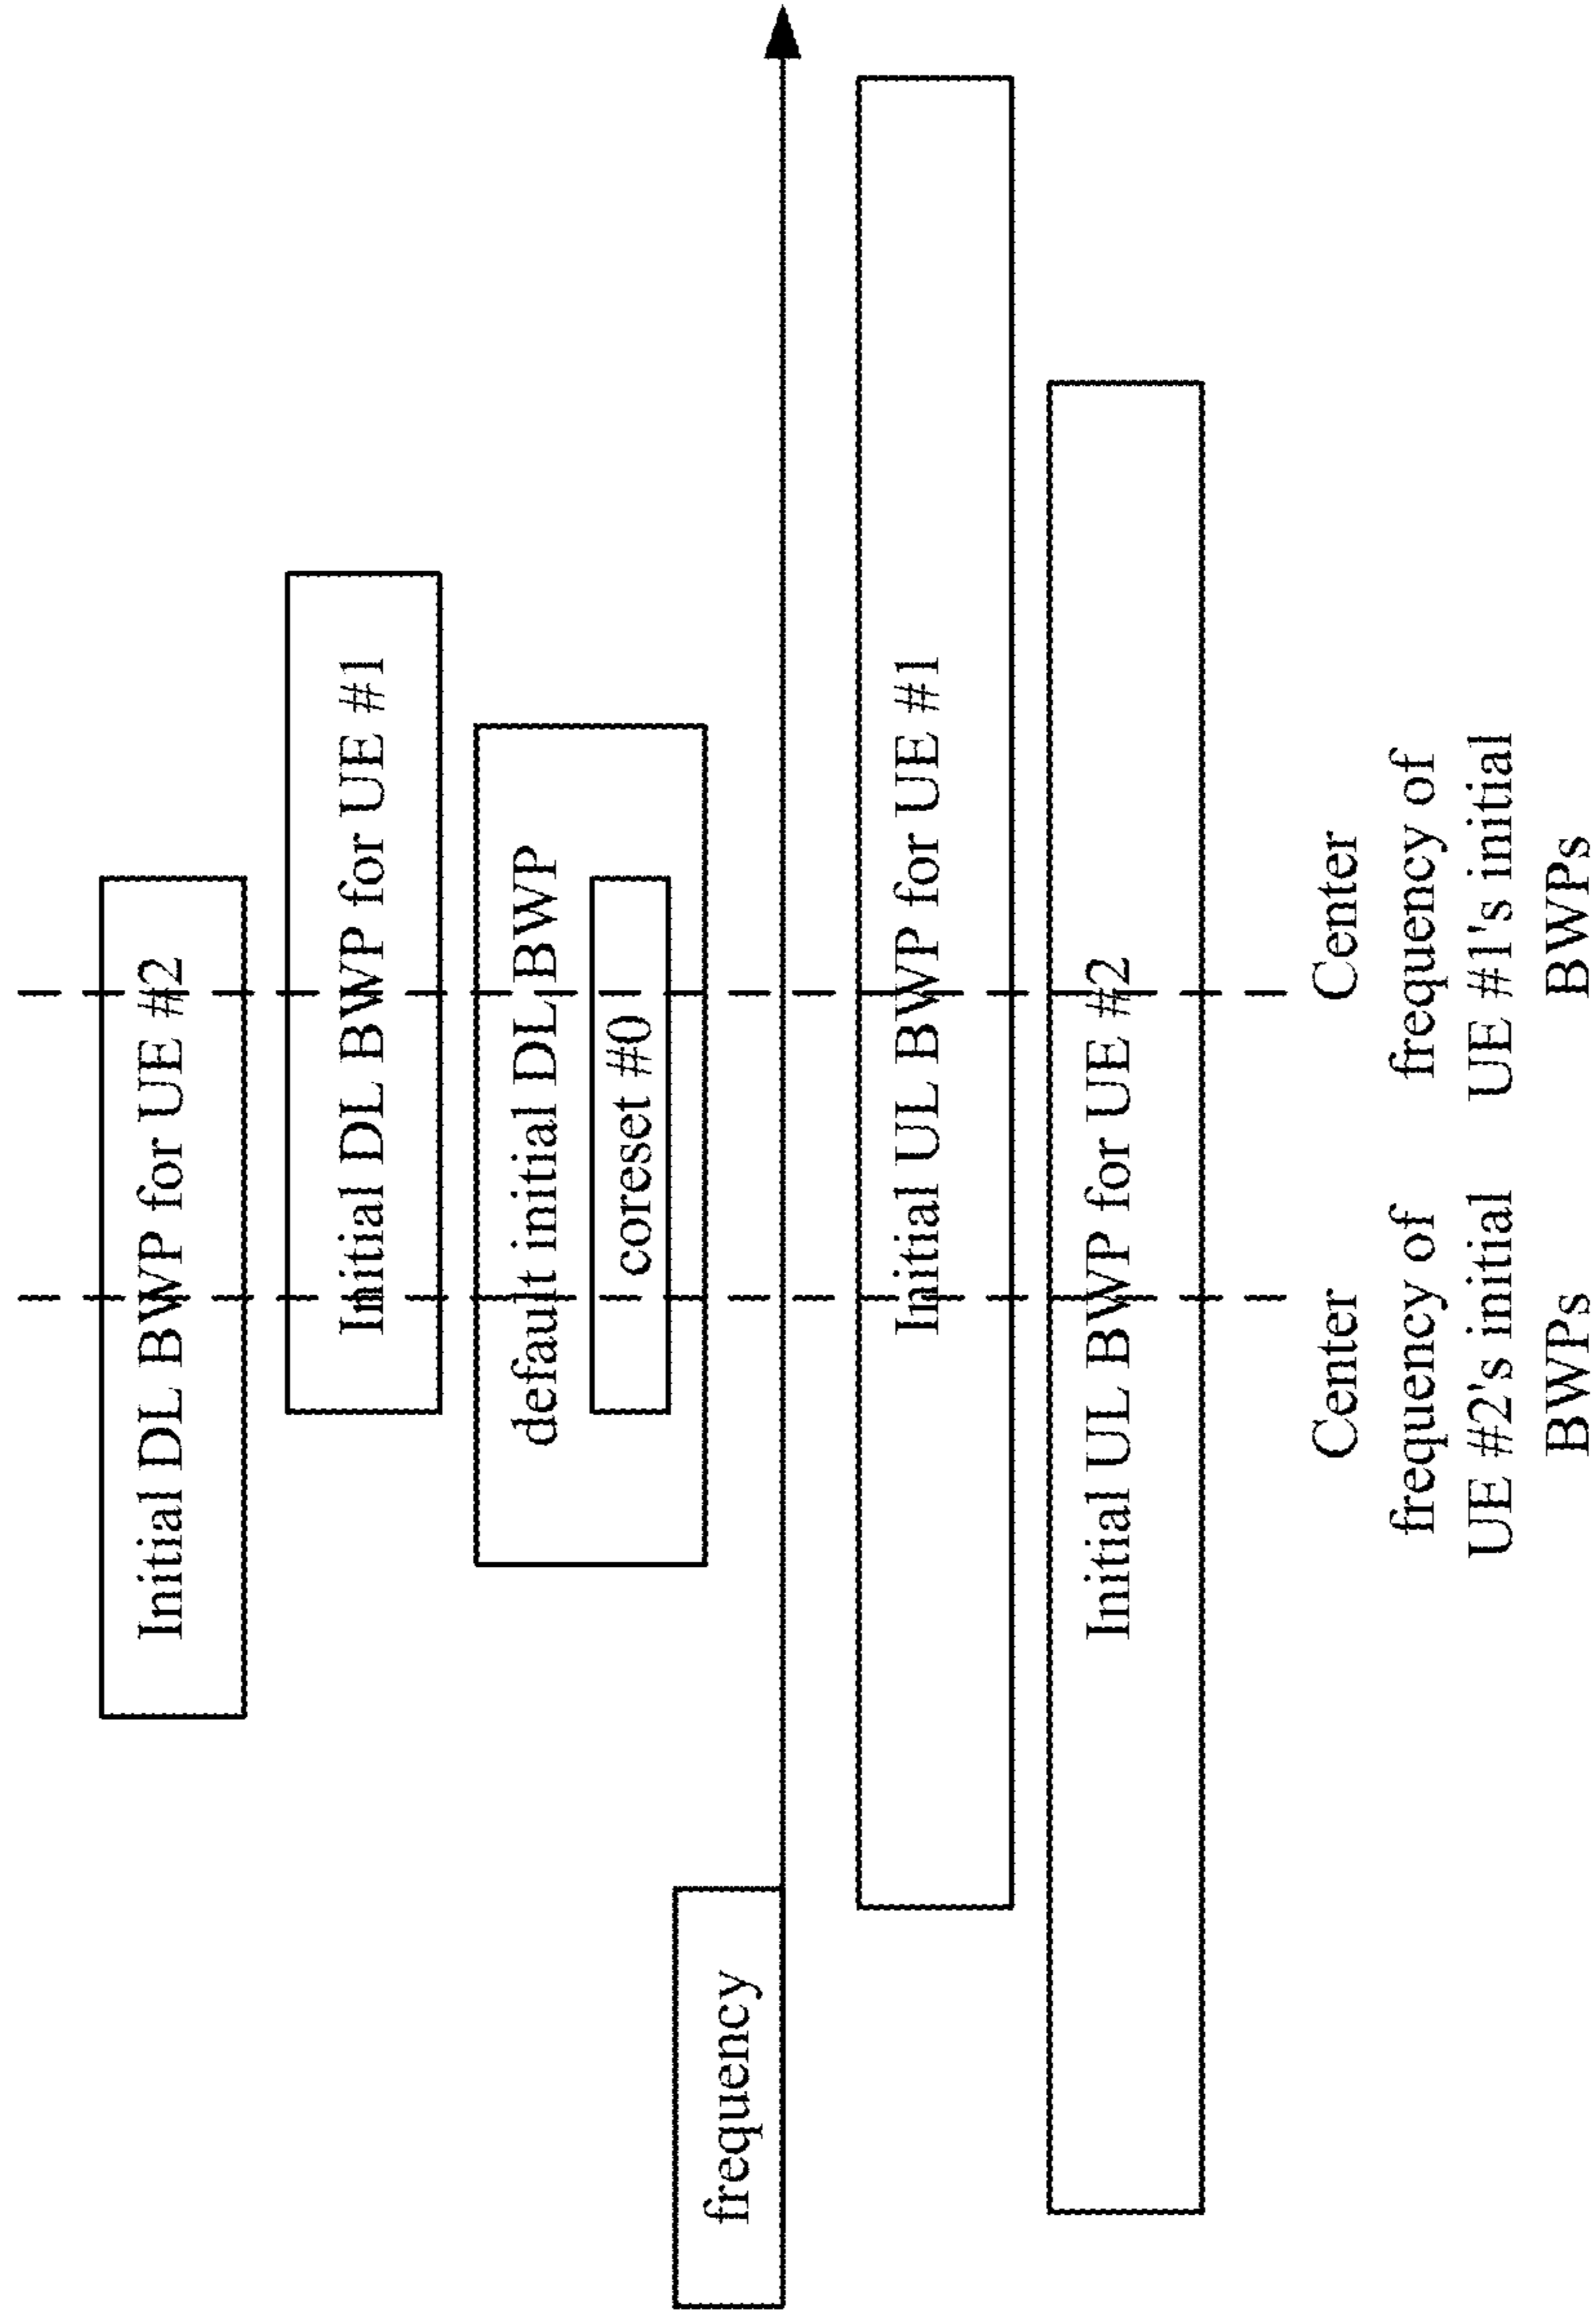 Initial DL BWP for UE #2
Initial DL BWP for UE #1
default initial DL BWP
coreset #0
frequency
Initial UL BWP for UE #1
Initial UL BWP for UE #2
Center
frequency of
UE #2's initial
BWPs
Center
frequency of
UE #1's initial
BWPs